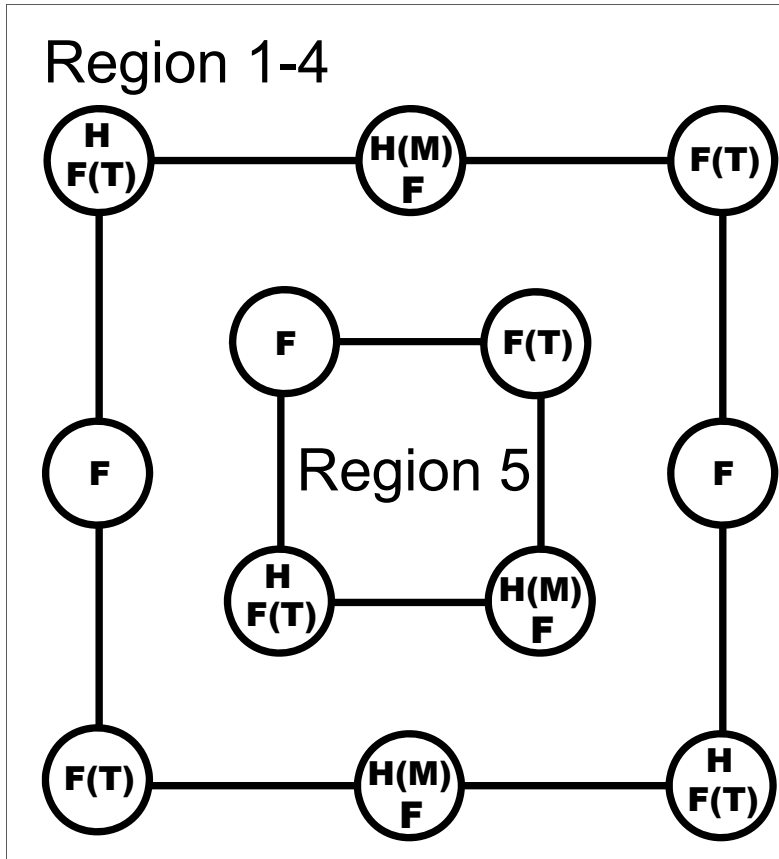 Region 1-4
H
F(T)
H(M)
F
F(T)
F
F(T)
F
Region 5
F
H
F(T)
H(M)
F
F(T)
H(M)
F
H
F(T)